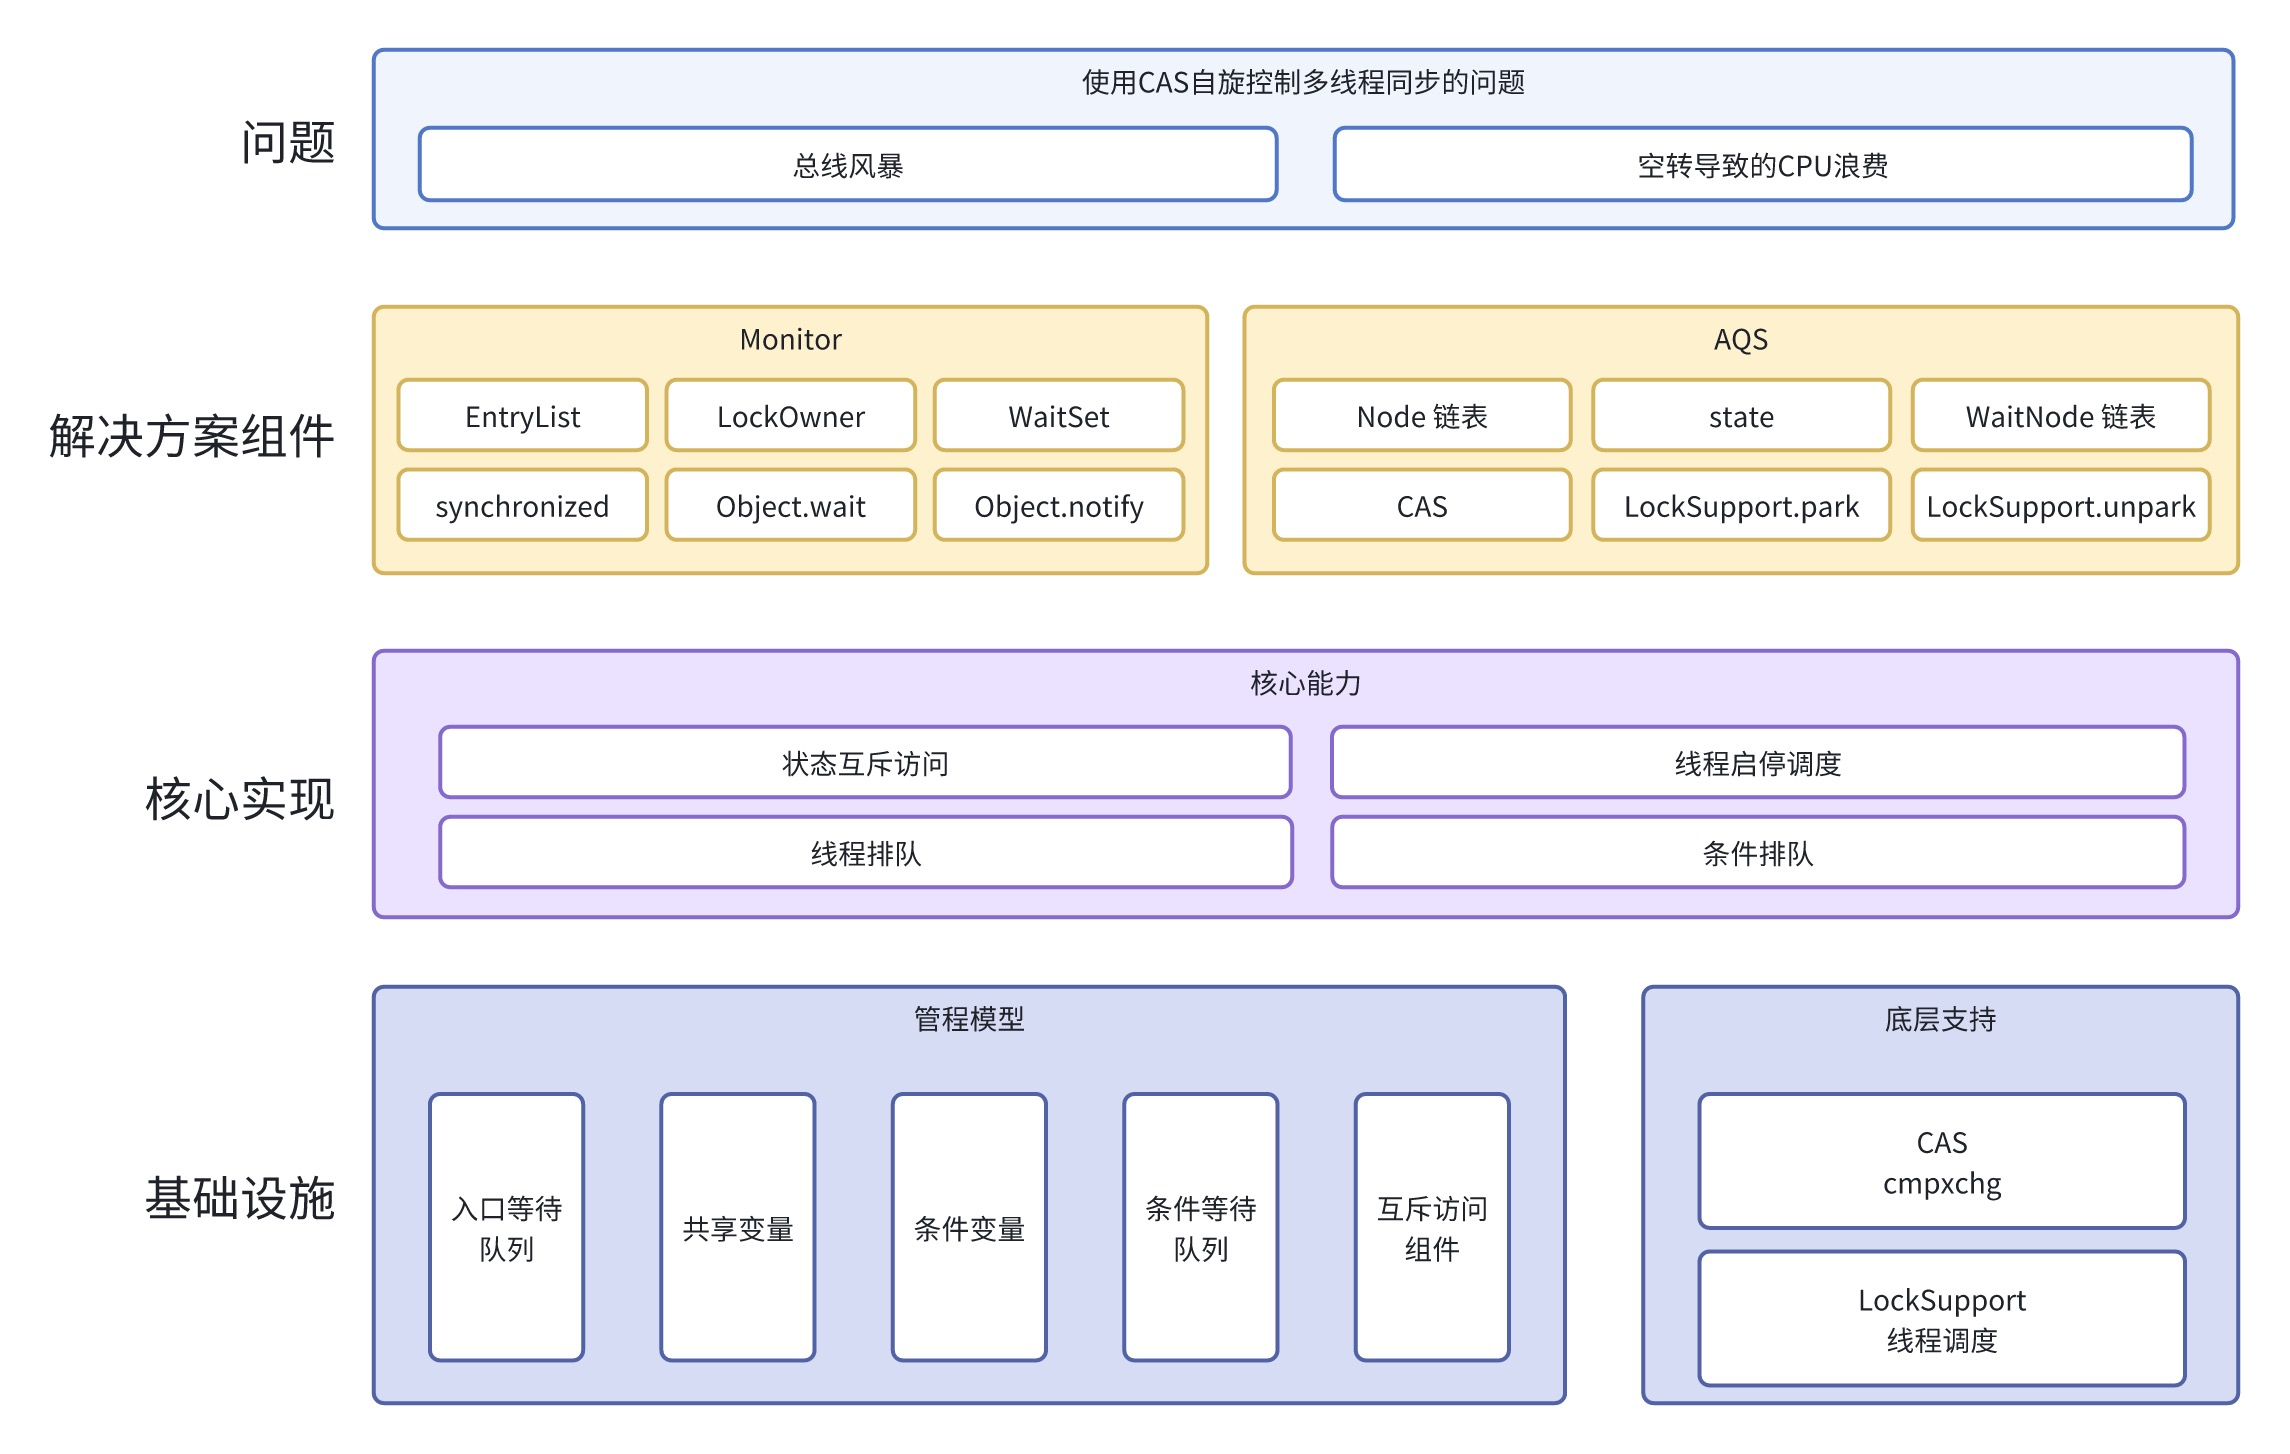 使用CAS自旋控制多线程同步的问题
问题
总线风暴
空转导致的CPU浪费
Monitor
AQS
解决方案组件
EntryList
LockOwner
WaitSet
Node 链表
state
WaitNode 链表
synchronized
Object.wait
Object.notify
CAS
LockSupport.park
LockSupport.unpark
核心能力
核心实现
状态互斥访问
线程启停调度
线程排队
条件排队
管程模型
底层支持
基础设施
入口等待
队列
共享变量
条件变量
条件等待
队列
互斥访问
组件
CAS
cmpxchg
LockSupport
线程调度